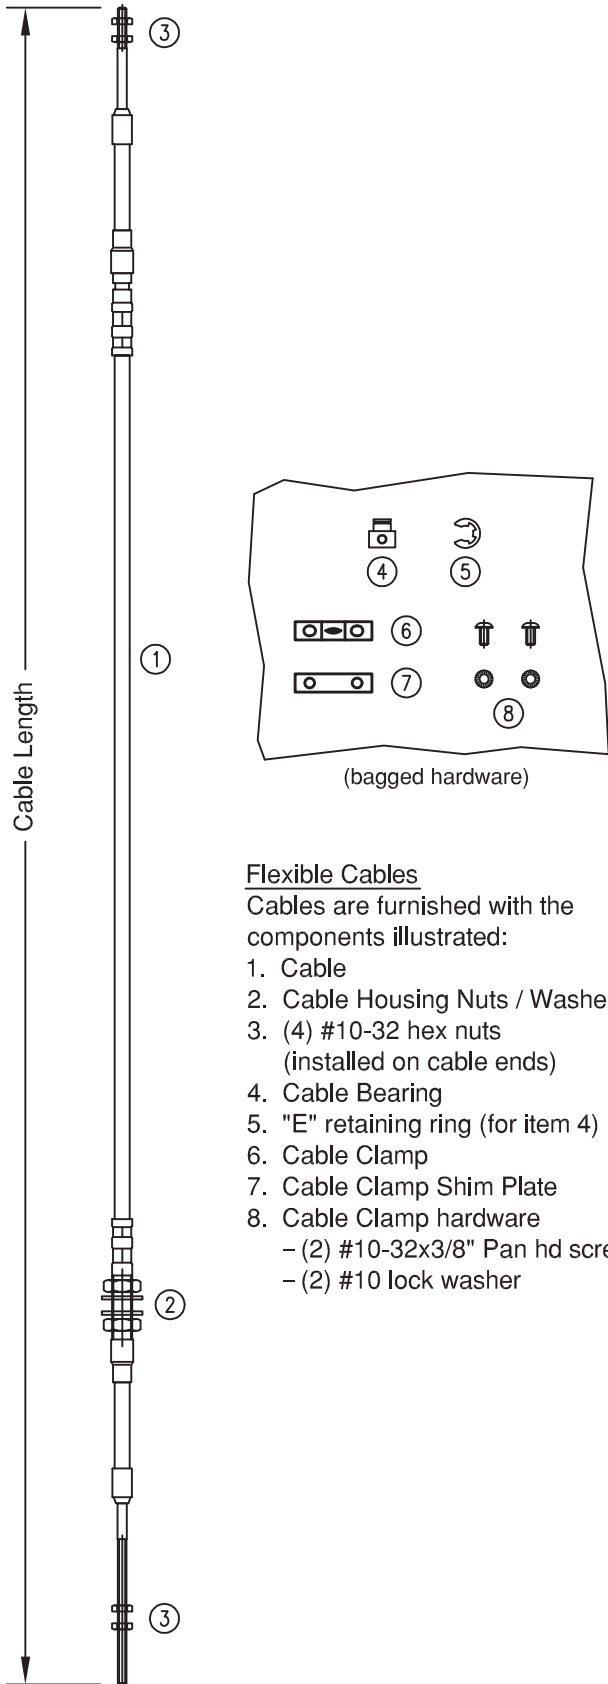 3
Cable Length
1
4
5
6
7
8
(bagged hardware)
Flexible Cables
Cables are furnished with the
components illustrated:
1. Cable
2. Cable Housing Nuts / Washe
3. (4) #10-32 hex nuts
(installed on cable ends)
4. Cable Bearing
5. "E" retaining ring (for item 4)
6. Cable Clamp
7. Cable Clamp Shim Plate
8. Cable Clamp hardware
– (2) #10-32x3/8" Pan hd scre
– (2) #10 lock washer
2
3